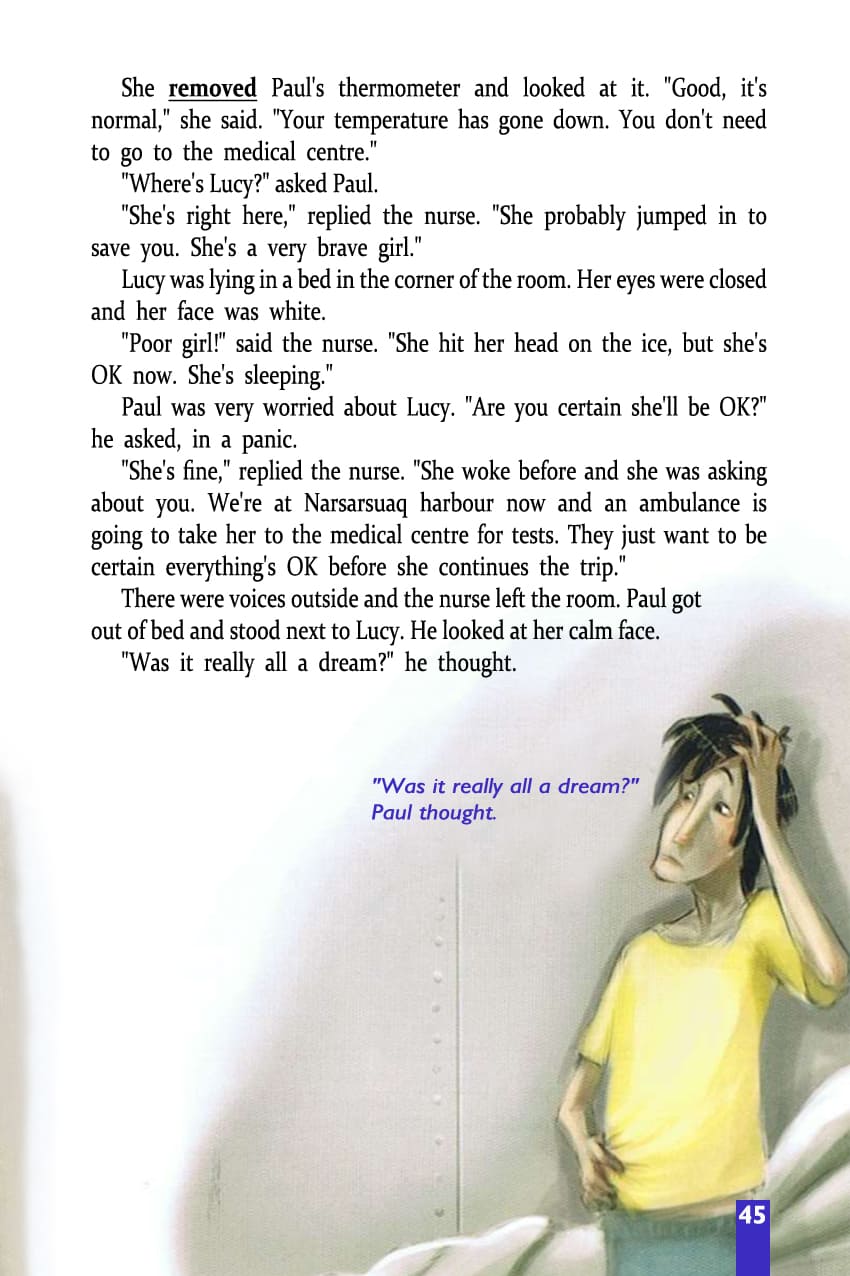 She removed Paul's thermometer and looked at it. "Good, it's
normal," she said. "Your temperature has gone down. You don't need
to go to the medical centre."
"Where's Lucy?" asked Paul.
"She's right here," replied the nurse. "She probably jumped in to
save you. She's a very brave girl."
Lucy was lying in a bed in the corner of the room. Her eyes were closed
and her face was white.
"Poor girl!" said the nurse. "She hit her head on the ice, but she's
OK now. She's sleeping."
Paul was very worried about Lucy. "Are you certain she'll be OK?"
he asked, in a panic.
"She's fine," replied the nurse. "She woke before and she was asking
about you. We're at Narsarsuaq harbour now and an ambulance is
going to take her to the medical centre for tests. They just want to be
certain everything's OK before she continues the trip."
There were voices outside and the nurse left the room. Paul got
out of bed and stood next to Lucy. He looked at her calm face.
"Was it really all a dream?" he thought.
"Was it really all a dream?"
Paul thought.
45